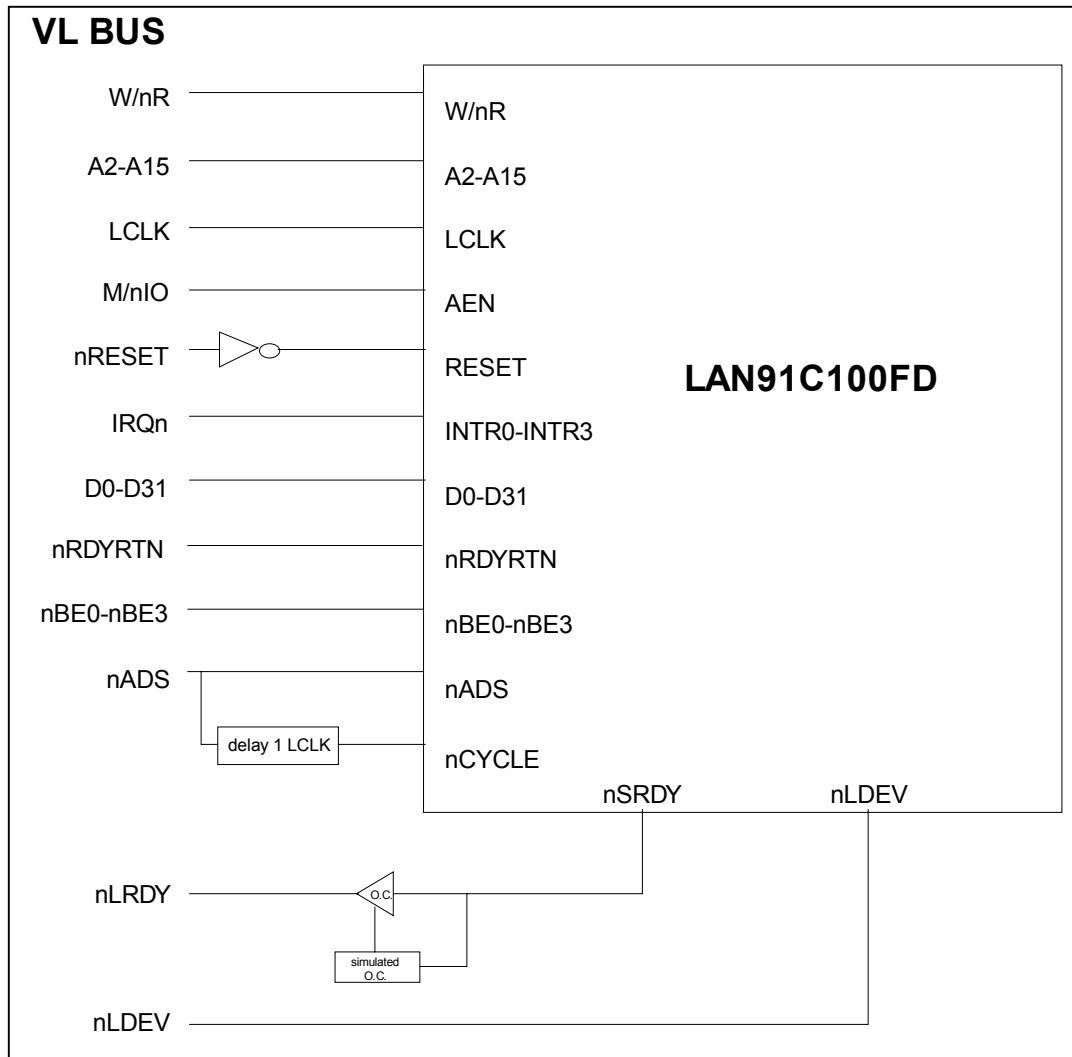 VL BUS
W/nR
W/nR
A2-A15
A2-A15
LCLK
LCLK
M/nIO
AEN
nRESET
RESET
LAN91C100FD
IRQn
INTR0-INTR3
D0-D31
D0-D31
nRDYRTN
nRDYRTN
nBE0-nBE3
nBE0-nBE3
nADS
nADS
delay 1 LCLK
nCYCLE
nSRDY
nLDEV
nLRDY
O.C.
simulated
O.C.
nLDEV